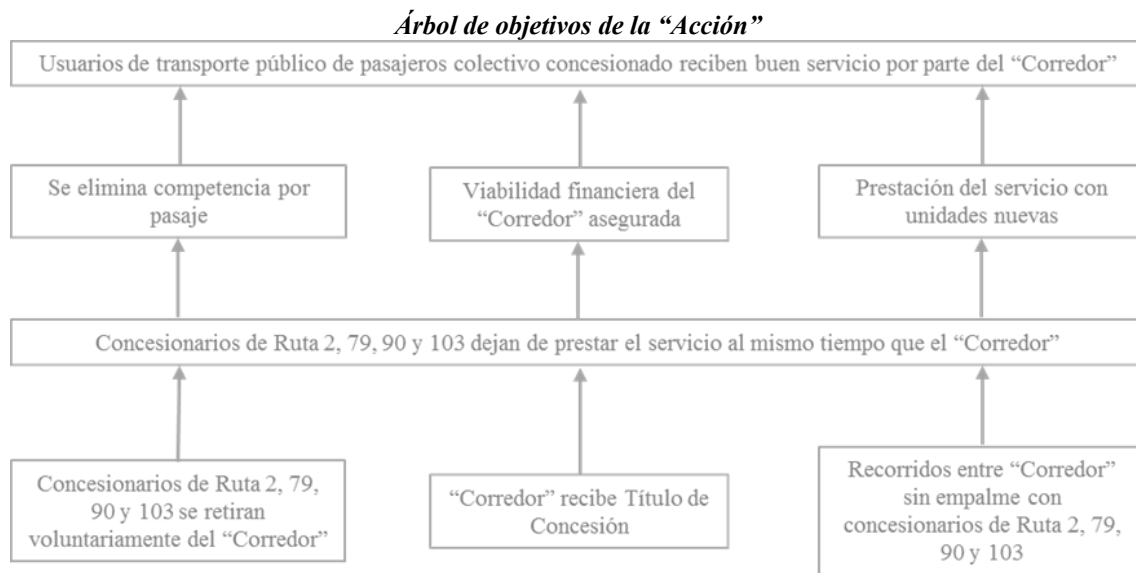 Árbol de objetivos de la “Acción”
Usuarios de transporte público de pasajeros colectivo concesionado reciben buen servicio por parte del “Corredor”
Se elimina competencia por
pasaje
Viabilidad financiera del
“Corredor” asegurada
Prestación del servicio con
unidades nuevas
Concesionarios de Ruta 2, 79, 90 y 103 dejan de prestar el servicio al mismo tiempo que el “Corredor”
Concesionarios de Ruta 2, 79,
90 y 103 se retiran
voluntariamente del “Corredor”
“Corredor” recibe Título de
Concesión
Recorridos entre “Corredor”
sin empalme con
concesionarios de Ruta 2, 79,
90 y 103